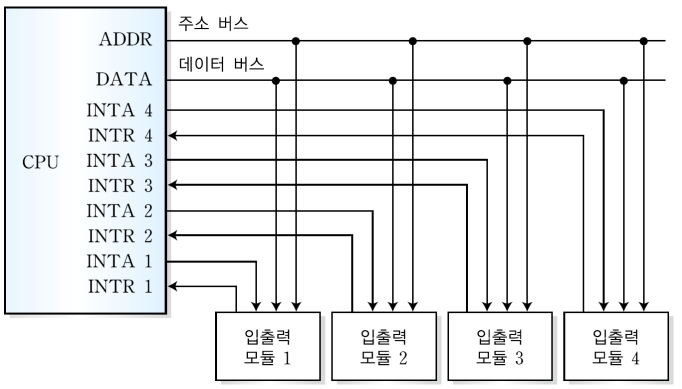 주소 버스
ADDR
데이터 버스
DATA
INTA 4
INTR 4
CPU
INTA 3
INTR 3
INTA 2
INTR 2
INTA 1
INTR 1
입출력
모듈 1
입출력
모듈 2
입출력
모듈 3
입출력
모듈 4